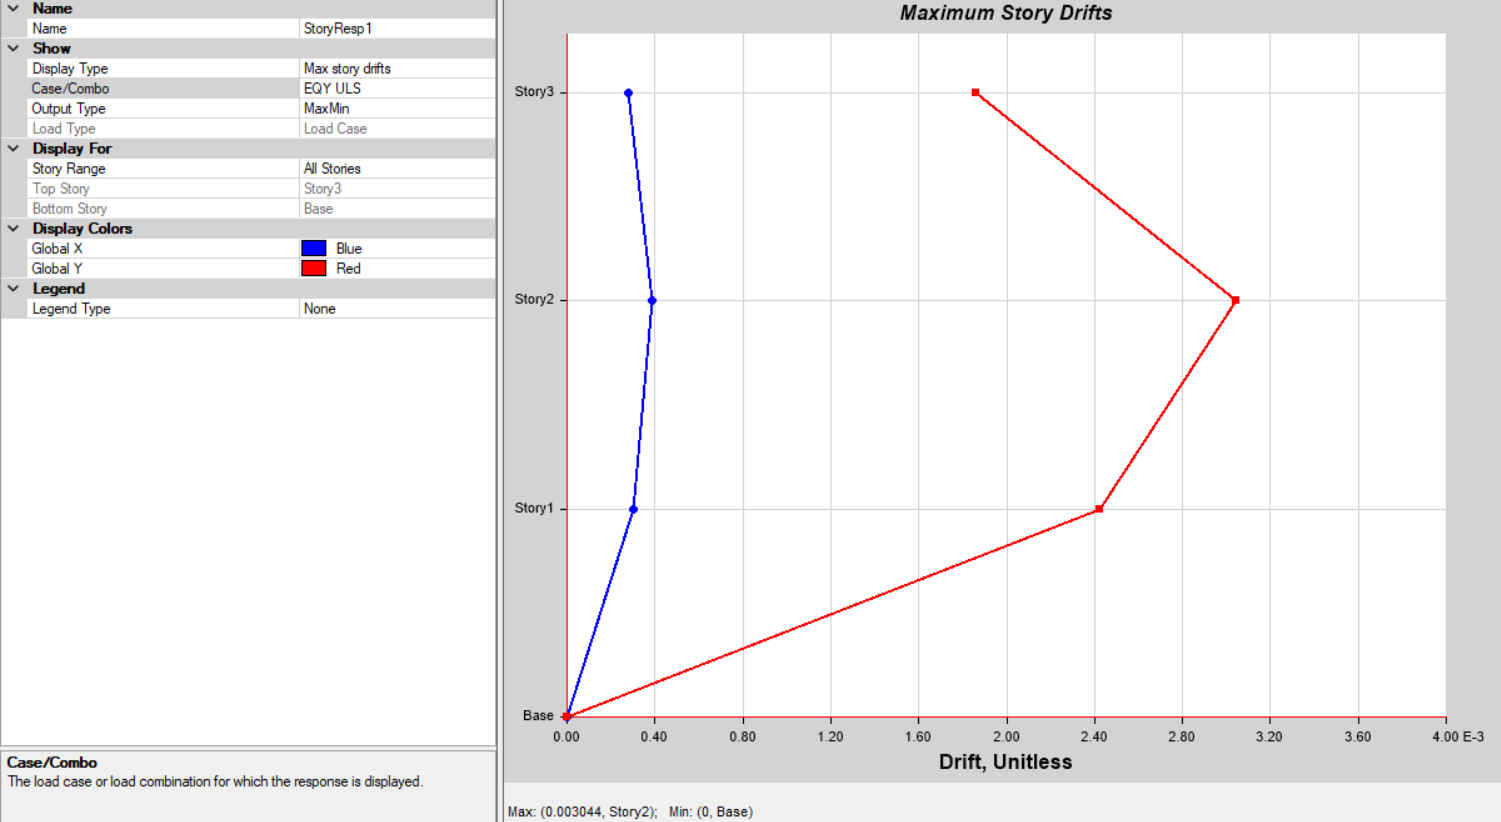 Name
Name StoryResp1
Show
Display Type Max story drifts
Case/Combo EQY ULS
Output Type MaxMin
Load Type Load Case
Display For
Story Range All Stories
Top Story Story3
Bottom Story Base
Display Colors
Global X Blue
Global Y Red
Legend
Legend Type None
Case/Combo
The load case or load combination for which the response is displayed.
Maximum Story Drifts
Story3
Story2
Story1
Base
0.00 0.40 0.80 1.20 1.60 2.00 2.40 2.80 3.20 3.60 4.00 E-3
Drift, Unitless
Max: (0.003044, Story2); Min: (0, Base)